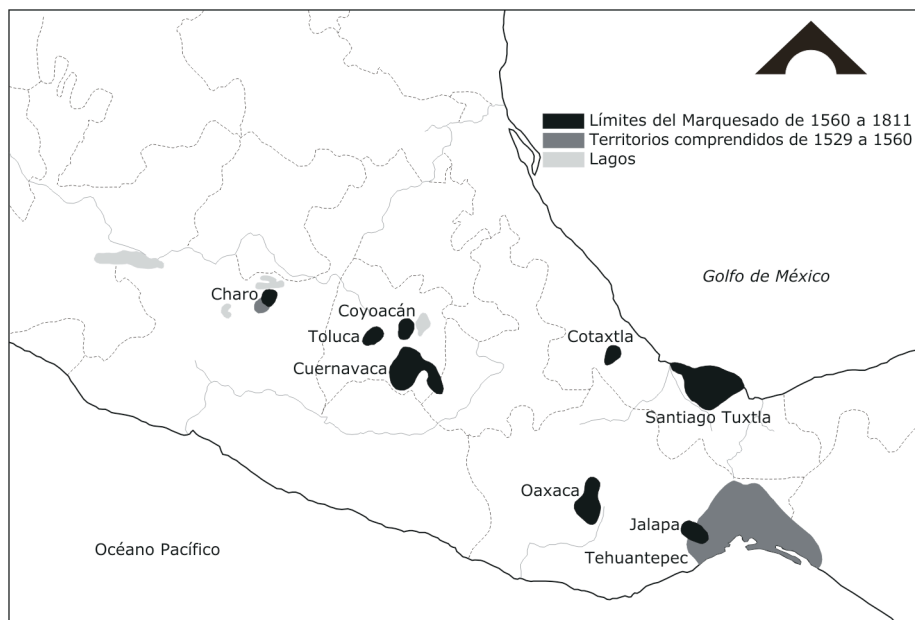 Límites del Marquesado de 1560 a 1811
Territorios comprendidos de 1529 a 1560
Lagos
Golfo de México
Charo
Coyoacán
Toluca
Cotaxtla
Cuernavaca
Santiago Tuxtla
Oaxaca
Jalapa
Océano Pacífico
Tehuantepec